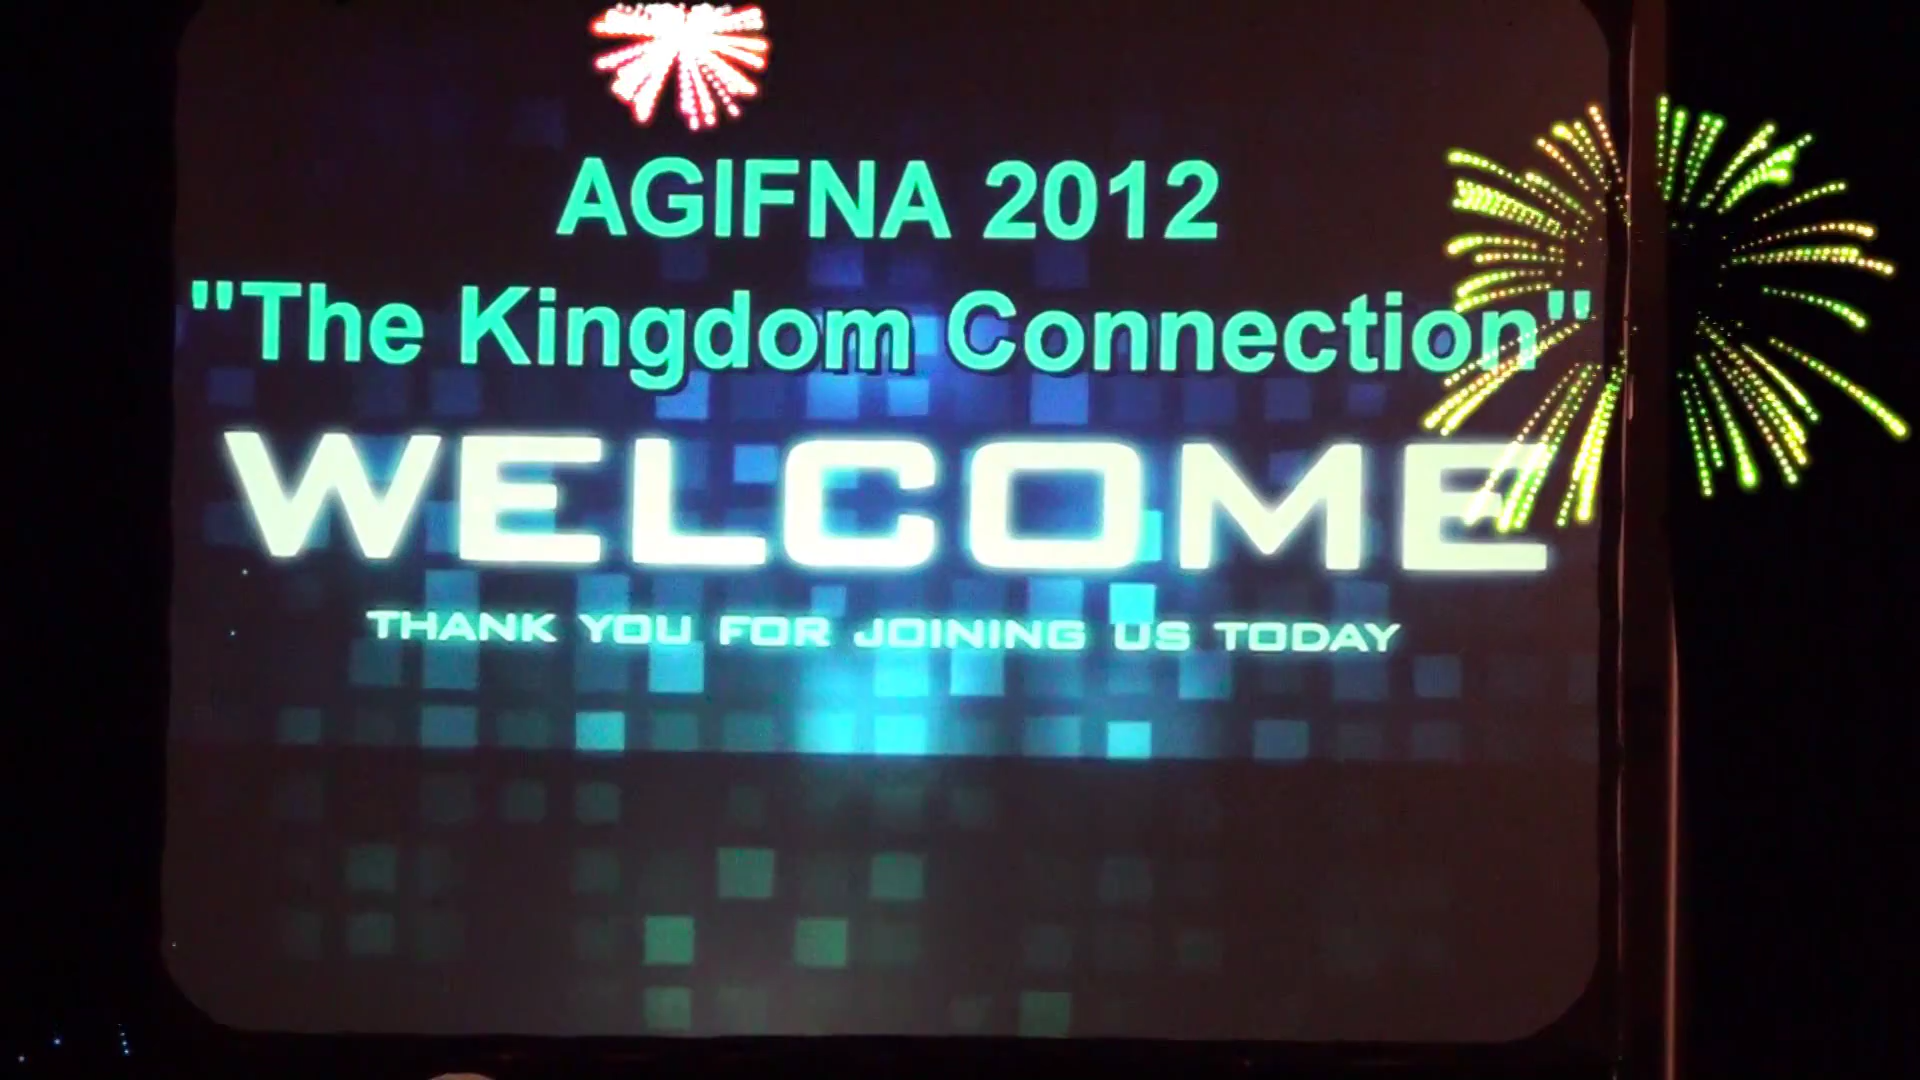 AGIFNA 2012
"The Kingdom Connection"
WELCOME
THANK YOU FOR JOINING US TODAY